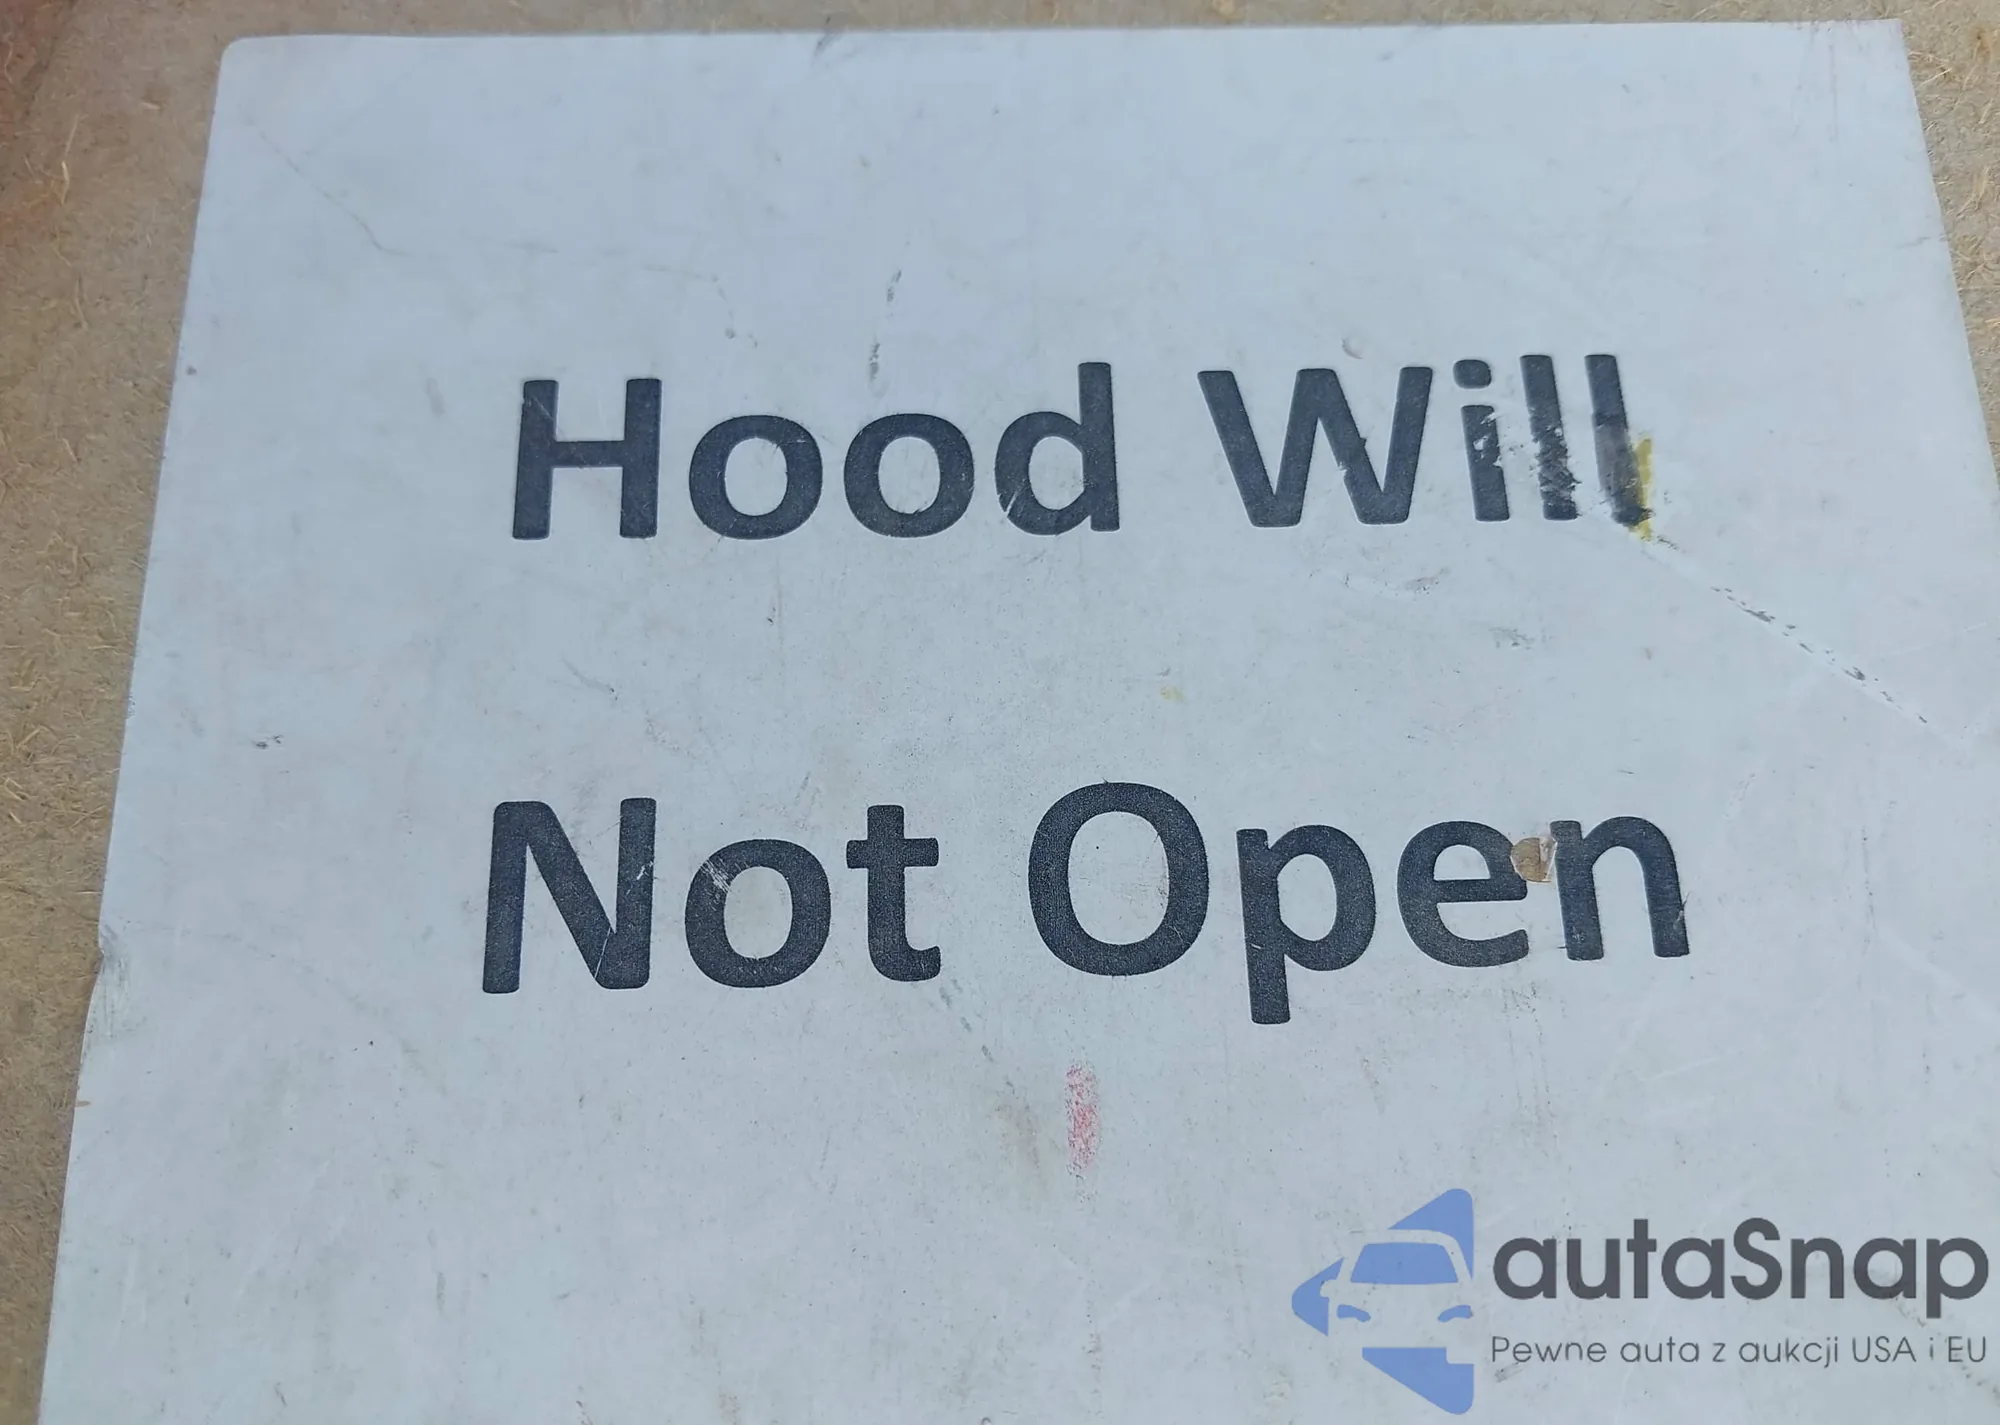 Hood Will
Not Open
autaSnap
Pewne auta z aukcji USA i EU